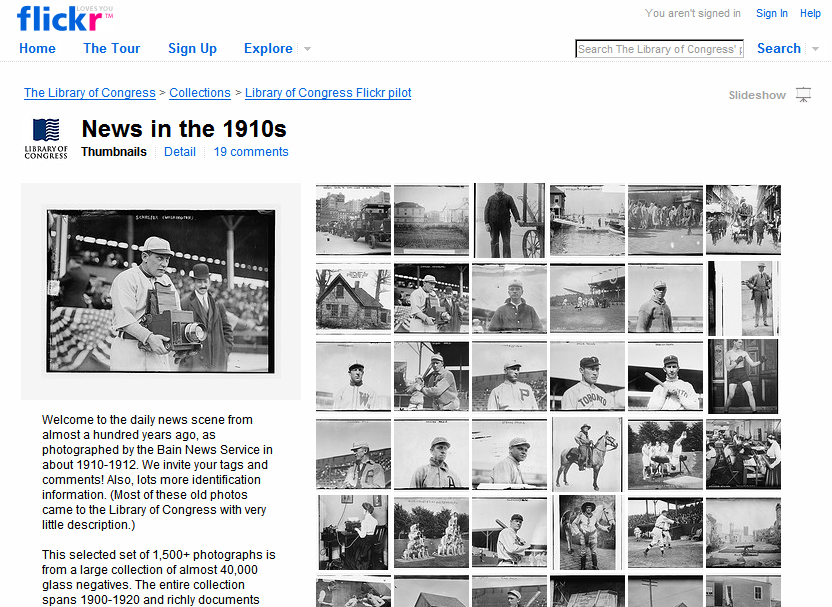 flickr LOVES YOU TM
You aren't signed in Sign In Help
Home The Tour Sign Up Explore
Search The Library of Congress' p Search
The Library of Congress > Collections > Library of Congress Flickr pilot
Slideshow
LIBRARY OF
CONGRESS
News in the 1910s
Thumbnails Detail 19 comments
SCHAEFER (WASHINGTON)
W
P
TORONTO
Welcome to the daily news scene from
almost a hundred years ago, as
photographed by the Bain News Service in
about 1910-1912. We invite your tags and
comments! Also, lots more identification
information. (Most of these old photos
came to the Library of Congress with very
little description.)
This selected set of 1,500+ photographs is
from a large collection of almost 40,000
glass negatives. The entire collection
spans 1900-1920 and richly documents